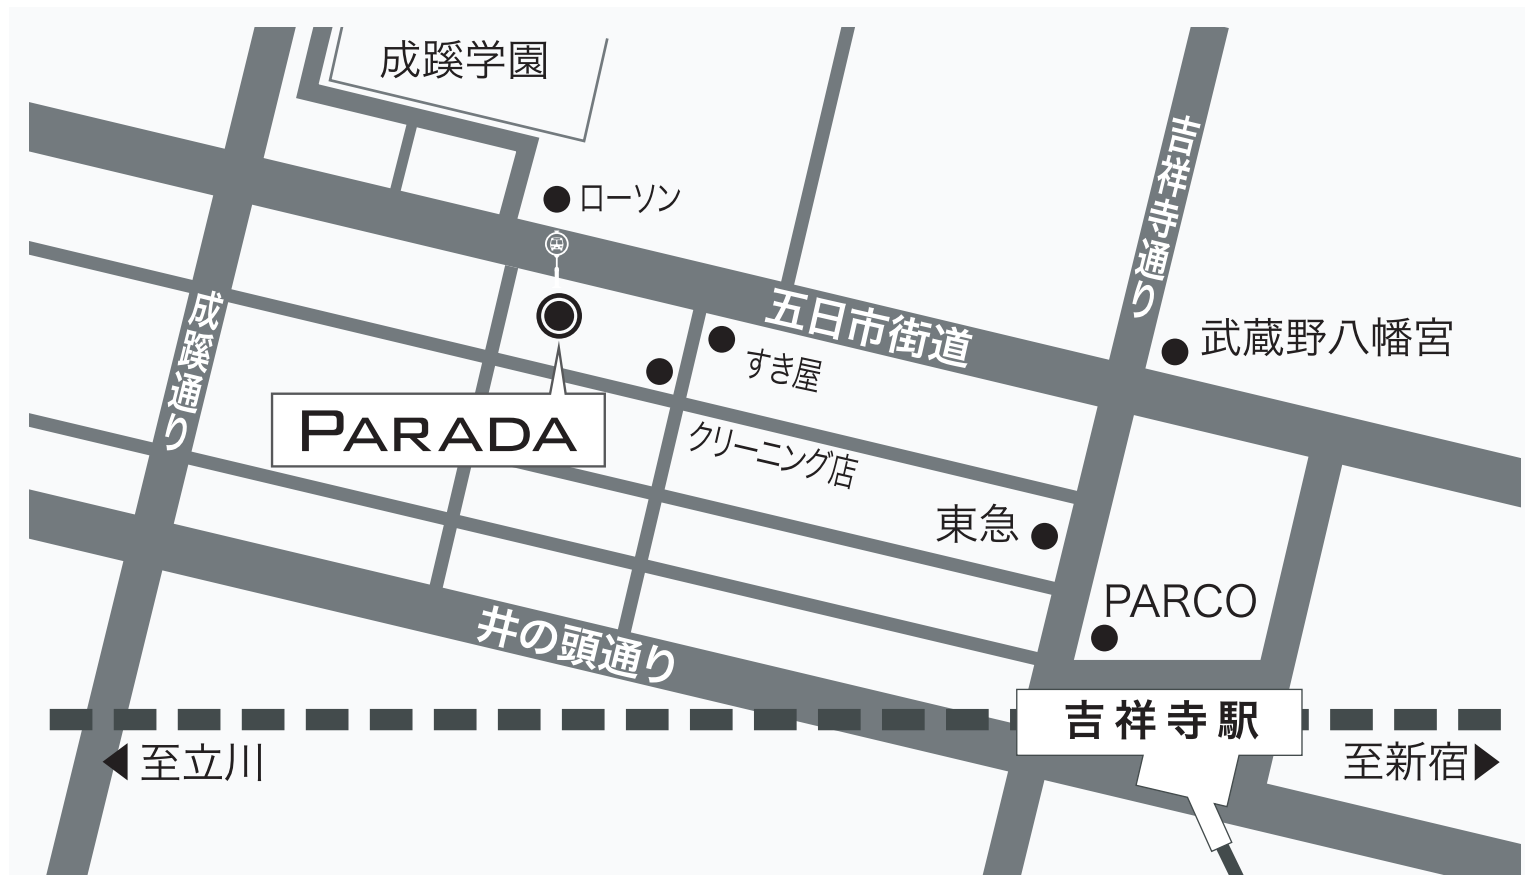 成蹊学園
ローソン
吉祥寺通り
五日市街道
武蔵野八幡宮
成蹊通り
すき屋
PARADA
クリーニング店
東急
PARCO
井の頭通り
吉祥寺駅
至立川
至新宿